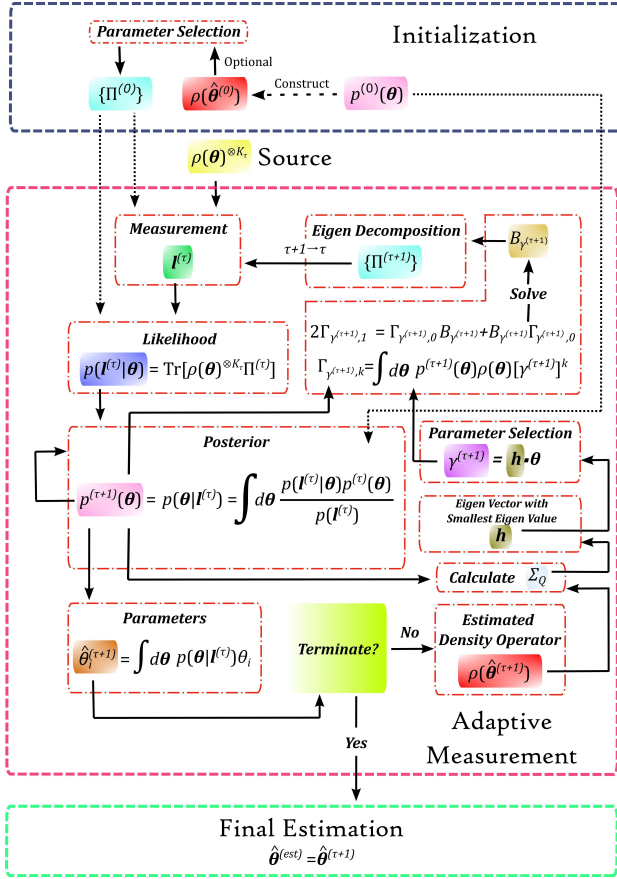 Parameter Selection
Initialization
Optional
{Π^(0)}
ρ(θ̂^(0))
Construct
p^(0)(θ)
ρ(θ)^⊗K_τ
Source
Measurement
l^(τ)
τ+1→τ
Eigen Decomposition
{Π^(τ+1)}
B_γ^(τ+1)
Solve
Likelihood
p(l^(τ)|θ) = Tr[ρ(θ)^⊗K_τ Π^(τ)]
2Γ_γ^(τ+1),1 = Γ_γ^(τ+1),0 B_γ^(τ+1) + B_γ^(τ+1) Γ_γ^(τ+1),0
Γ_γ^(τ+1),k = ∫dθ p^(τ+1)(θ)ρ(θ)[γ^(τ+1)]^k
Posterior
p^(τ+1)(θ) = p(θ|l^(τ)) = ∫dθ p(l^(τ)|θ)p^(τ)(θ) / p(l^(τ))
Parameter Selection
γ^(τ+1) = h·θ
Eigen Vector with
Smallest Eigen Value
h
Calculate Σ_Q
Parameters
θ̂_i^(τ+1) = ∫dθ p(θ|l^(τ))θ_i
Terminate?
No
Estimated
Density Operator
ρ(θ̂^(τ+1))
Yes
Adaptive
Measurement
Final Estimation
θ̂^(est) = θ̂^(τ+1)